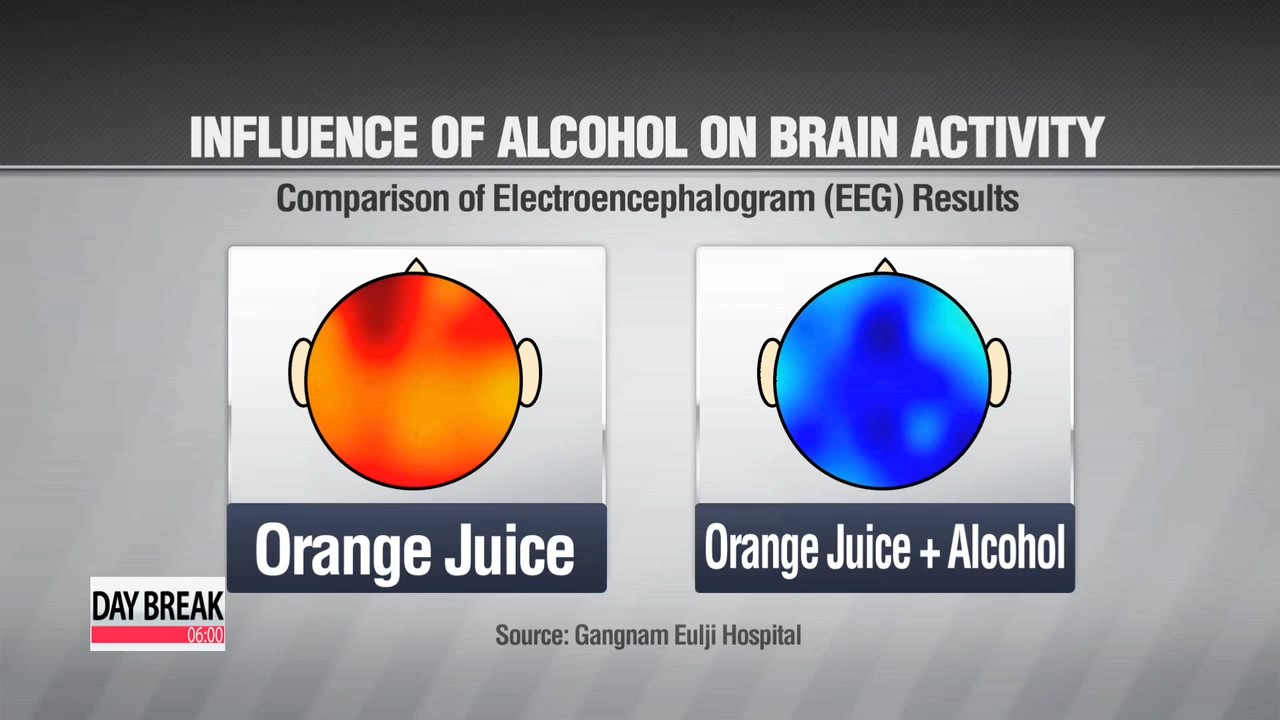 INFLUENCE OF ALCOHOL ON BRAIN ACTIVITY
Comparison of Electroencephalogram (EEG) Results
Orange Juice
Orange Juice + Alcohol
DAY BREAK
06:00
Source: Gangnam Eulji Hospital